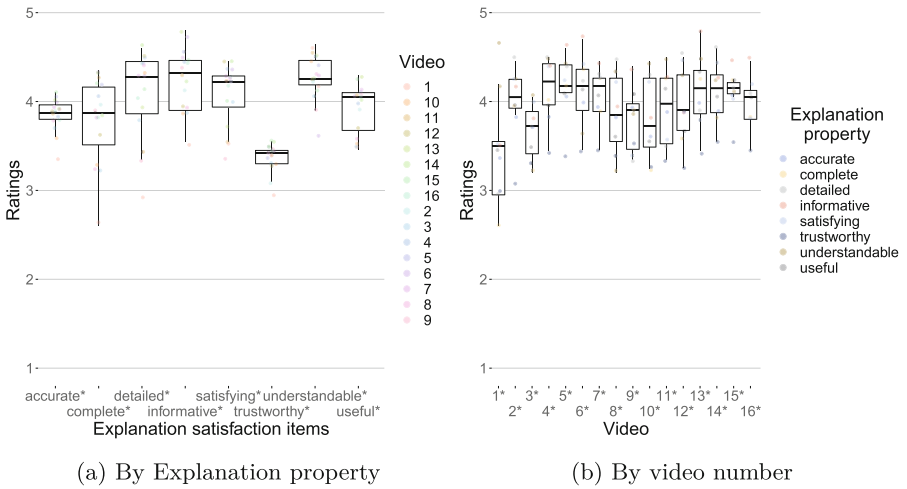 5
4
3
2
1
Ratings
accurate*
detailed*
satisfying*
understandable*
complete*
informative*
trustworthy*
useful*
Explanation satisfaction items
Video
1
10
11
12
13
14
15
16
2
3
4
5
6
7
8
9
(a) By Explanation property
5
4
3
2
1
Ratings
1* 3* 5* 7* 9* 11* 13* 15*
2* 4* 6* 8* 10* 12* 14* 16*
Video
Explanation
property
accurate
complete
detailed
informative
satisfying
trustworthy
understandable
useful
(b) By video number